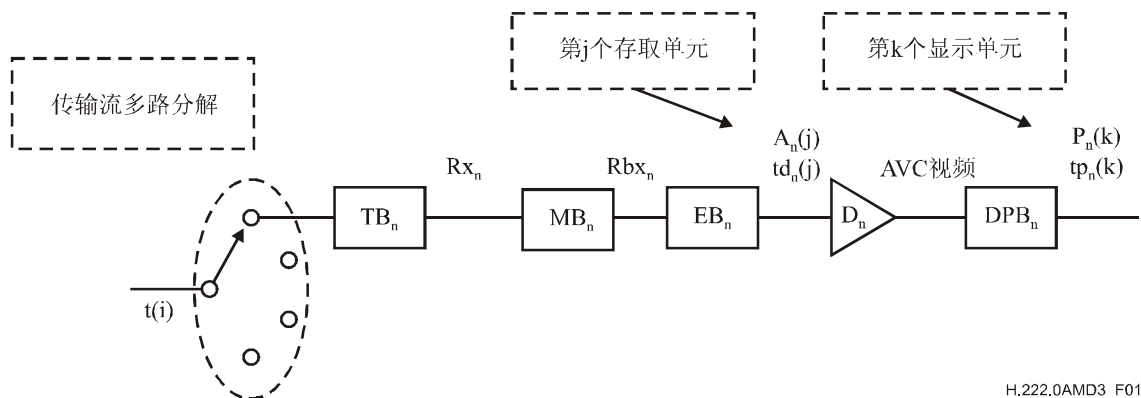 第j个存取单元
第k个显示单元
传输流多路分解
A_n(j)
P_n(k)
td_n(j)
AVC视频
tp_n(k)
Rx_n
Rbx_n
TB_n
MB_n
EB_n
D_n
DPB_n
t(i)
H.222.0AMD3_F01